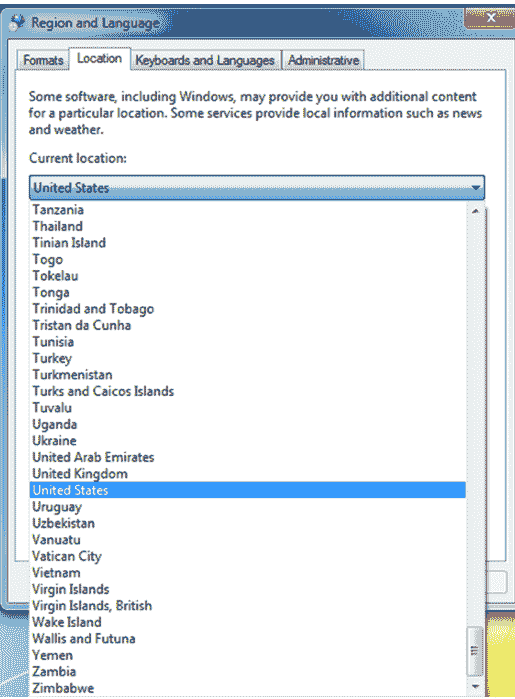 Region and Language
Formats Location Keyboards and Languages Administrative
Some software, including Windows, may provide you with additional content
for a particular location. Some services provide local information such as news
and weather.
Current location:
United States
Tanzania
Thailand
Tinian Island
Togo
Tokelau
Tonga
Trinidad and Tobago
Tristan da Cunha
Tunisia
Turkey
Turkmenistan
Turks and Caicos Islands
Tuvalu
Uganda
Ukraine
United Arab Emirates
United Kingdom
United States
Uruguay
Uzbekistan
Vanuatu
Vatican City
Vietnam
Virgin Islands
Virgin Islands, British
Wake Island
Wallis and Futuna
Yemen
Zambia
Zimbabwe